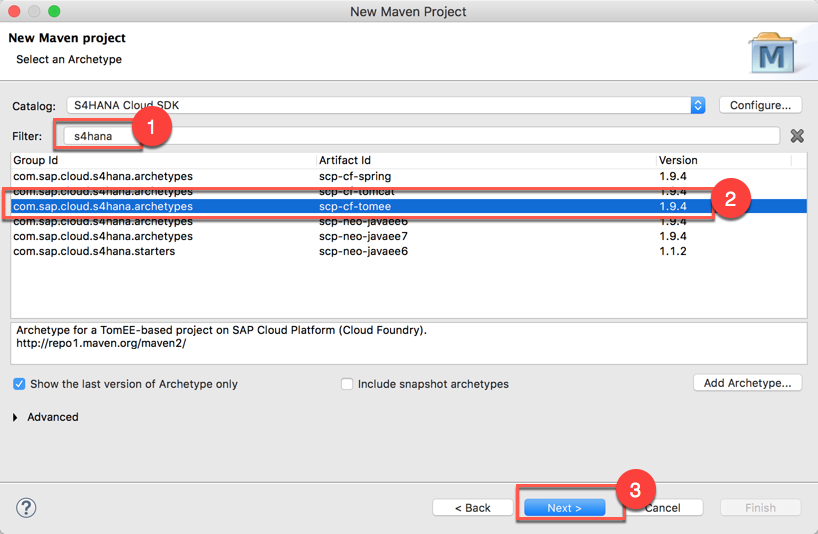 New Maven Project
New Maven project
Select an Archetype
M
Catalog: S4HANA Cloud SDK Configure...
1
Filter: s4hana
Group Id Artifact Id Version
com.sap.cloud.s4hana.archetypes scp-cf-spring 1.9.4
com.sap.cloud.s4hana.archetypes scp-cf-tomcat 1.9.4
com.sap.cloud.s4hana.archetypes scp-cf-tomee 1.9.4
2
com.sap.cloud.s4hana.archetypes scp-neo-javaee6 1.9.4
com.sap.cloud.s4hana.archetypes scp-neo-javaee7 1.9.4
com.sap.cloud.s4hana.starters scp-neo-javaee6 1.1.2
Archetype for a TomEE-based project on SAP Cloud Platform (Cloud Foundry).
http://repo1.maven.org/maven2/
Show the last version of Archetype only Include snapshot archetypes Add Archetype...
Advanced
3
? < Back Next > Cancel Finish